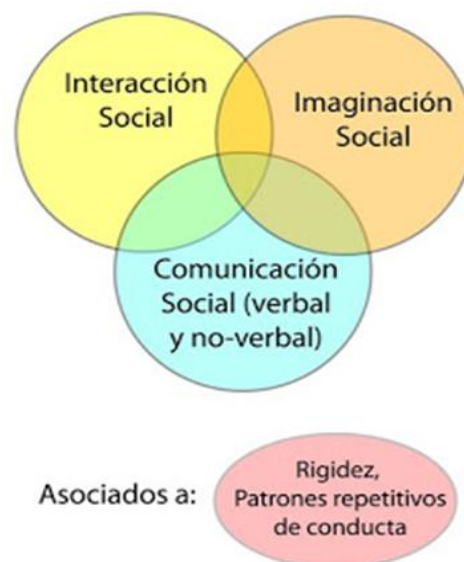 Interacción
Social
Imaginación
Social
Comunicación
Social (verbal
y no-verbal)
Asociados a:
Rigidez,
Patrones repetitivos
de conducta